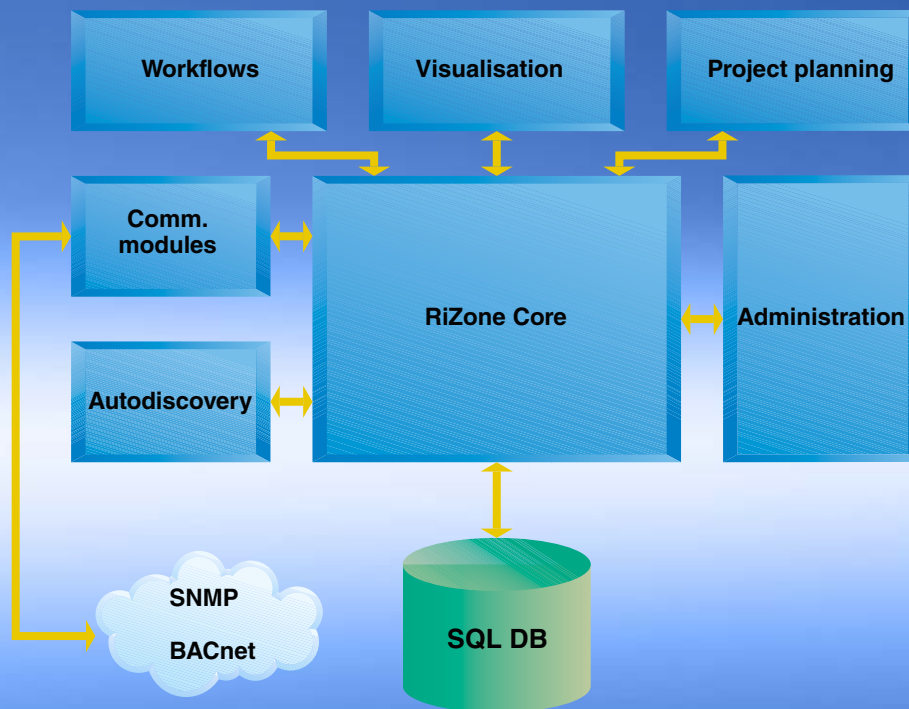 Workflows
Visualisation
Project planning
Comm.
modules
RiZone Core
Administration
Autodiscovery
SNMP
BACnet
SQL DB